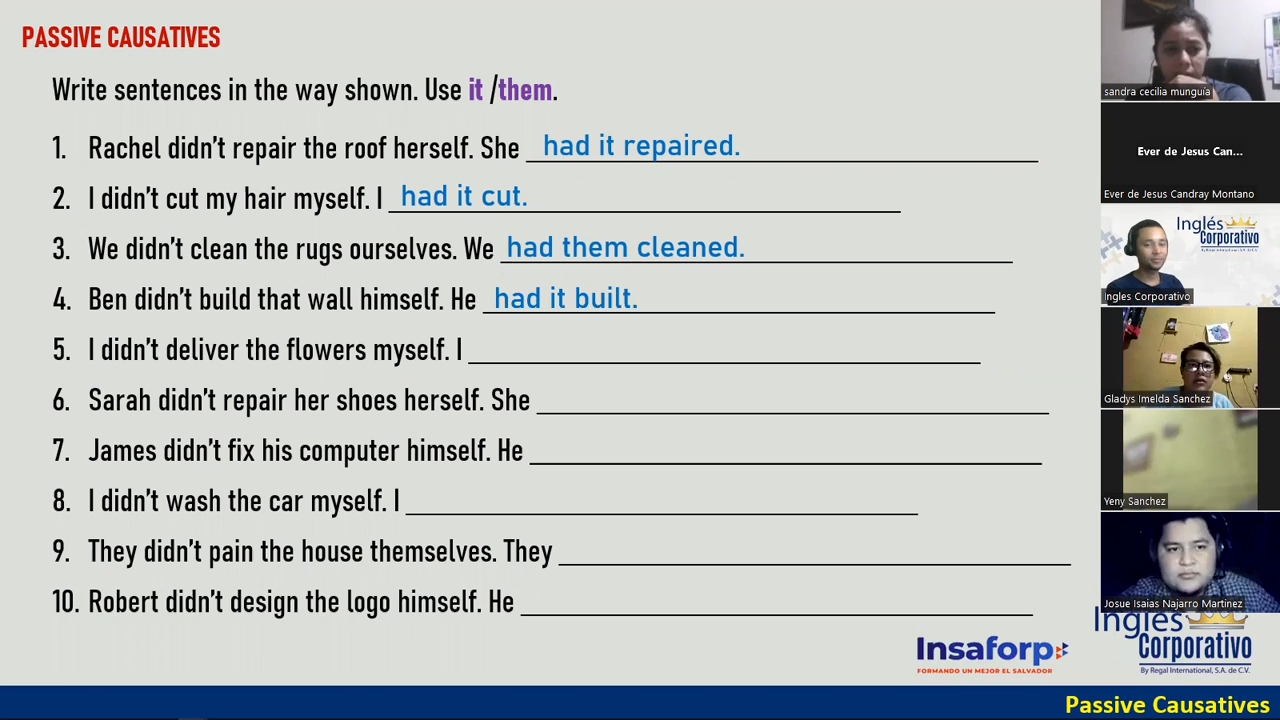 PASSIVE CAUSATIVES
Write sentences in the way shown. Use it /them.
1. Rachel didn't repair the roof herself. She had it repaired.
2. I didn't cut my hair myself. I had it cut.
3. We didn't clean the rugs ourselves. We had them cleaned.
4. Ben didn't build that wall himself. He had it built.
5. I didn't deliver the flowers myself. I
6. Sarah didn't repair her shoes herself. She
7. James didn't fix his computer himself. He
8. I didn't wash the car myself. I
9. They didn't pain the house themselves. They
10. Robert didn't design the logo himself. He
Insaforp
FORMANDO UN MEJOR EL SALVADOR
Inglés
Corporativo
By Regal International, S.A. de C.V.
Passive Causatives
sandra cecilia munguía
Ever de Jesus Can...
Ever de Jesus Candray Montano
Inglés
Corporativo
By Regal International, S.A. de C.V.
Ingles Corporativo
Gladys Imelda Sanchez
Yeny Sanchez
Josue Isaias Najarro Martinez